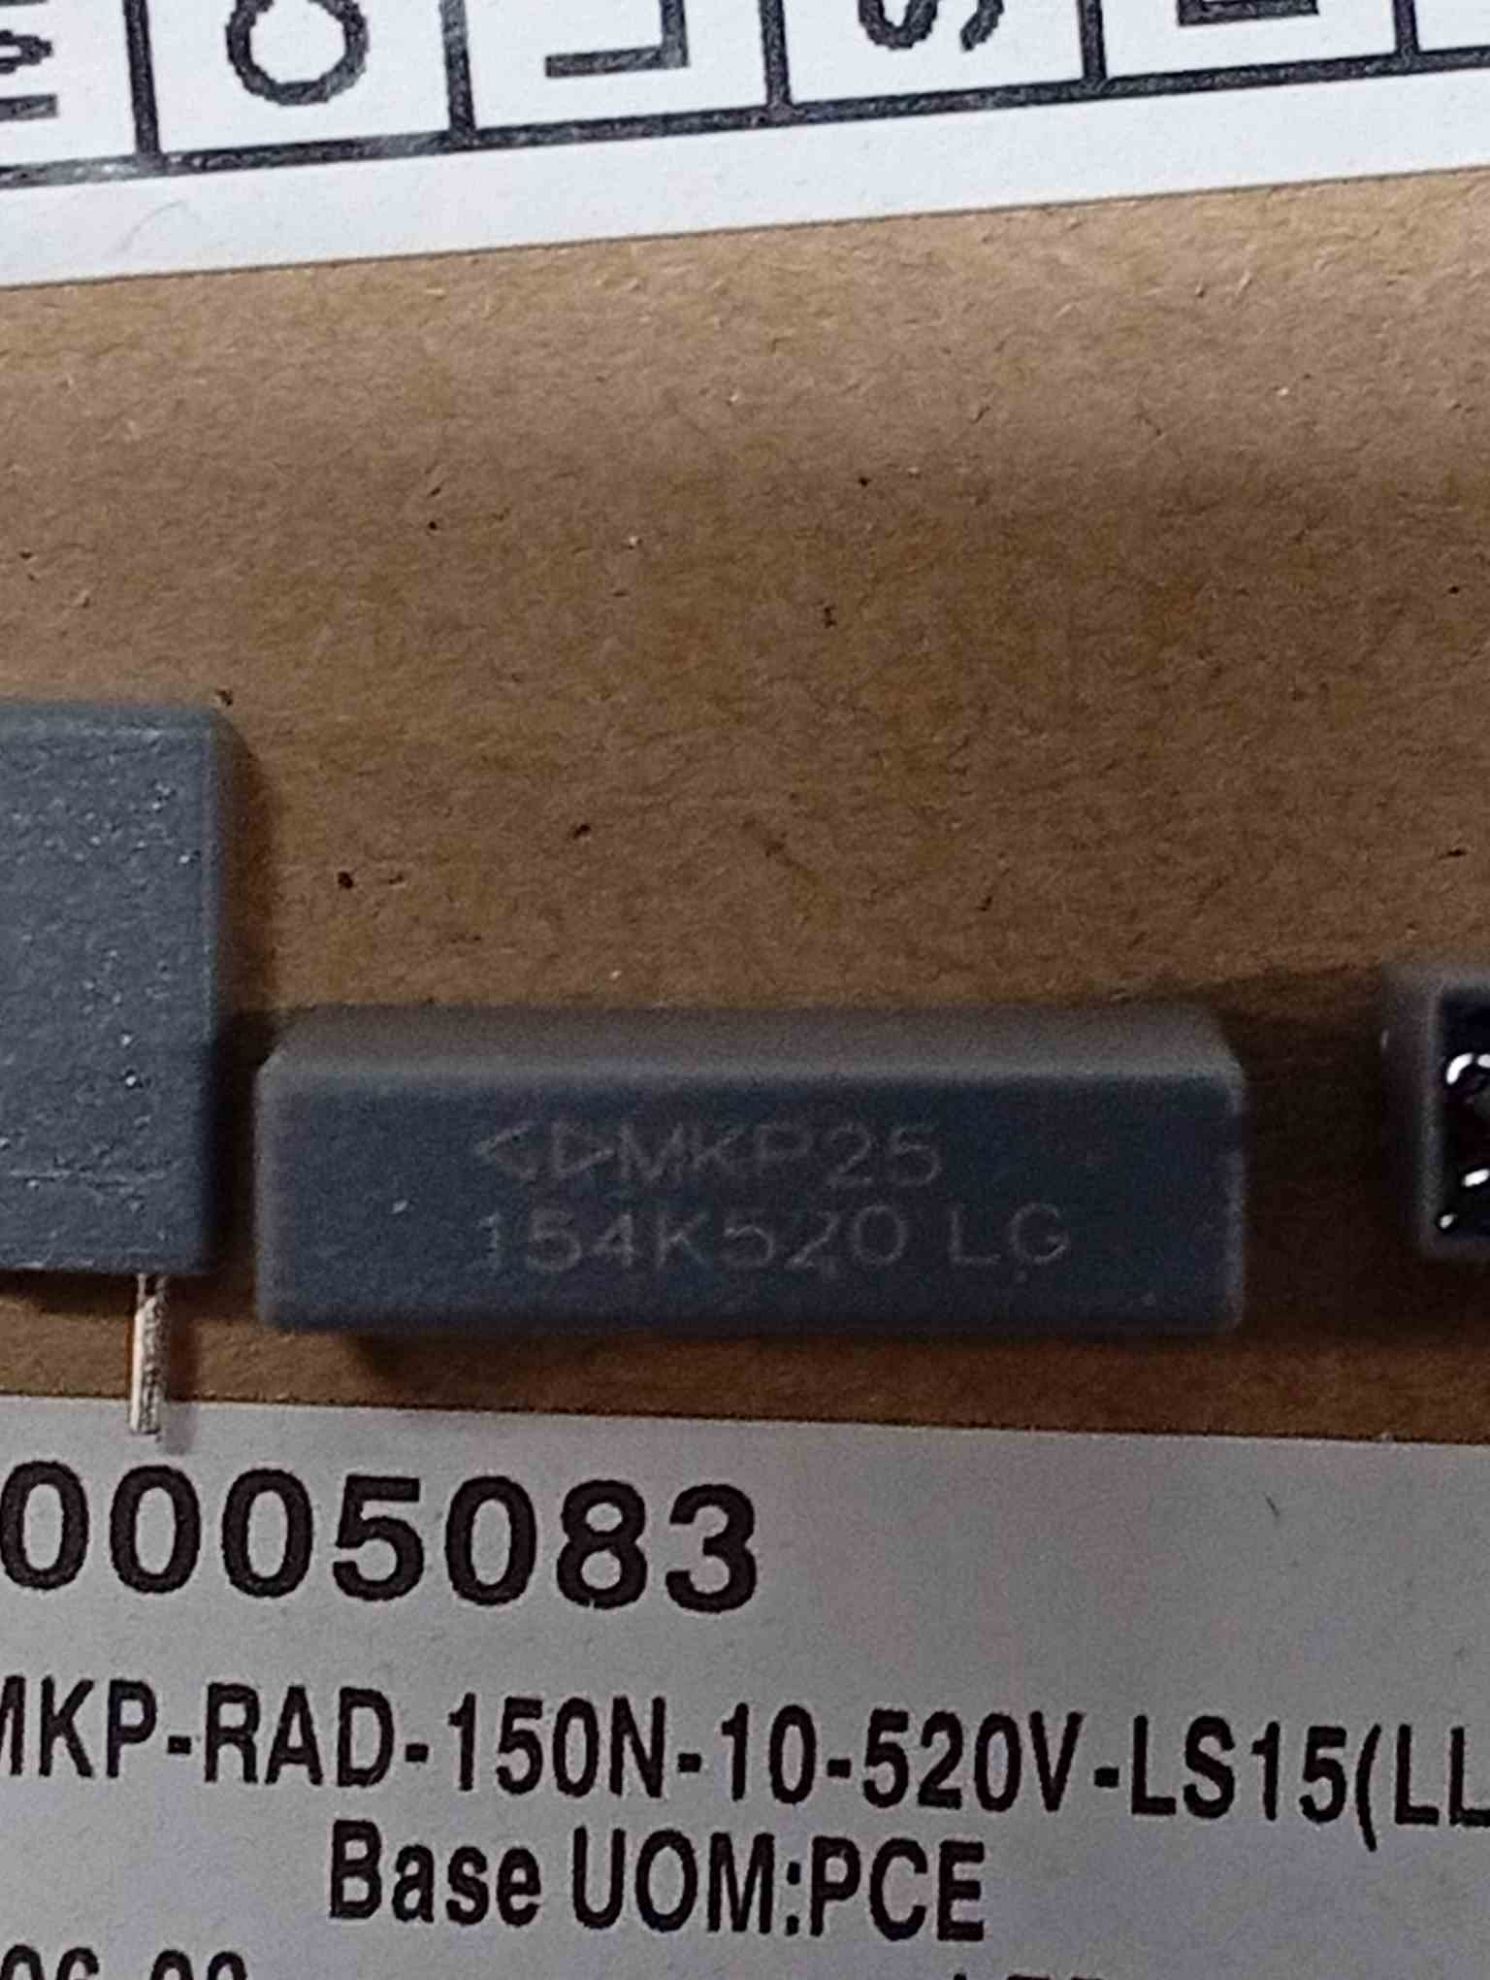 MKP25
154K520 LG
0005083
MKP-RAD-150N-10-520V-LS15(LL
Base UOM:PCE